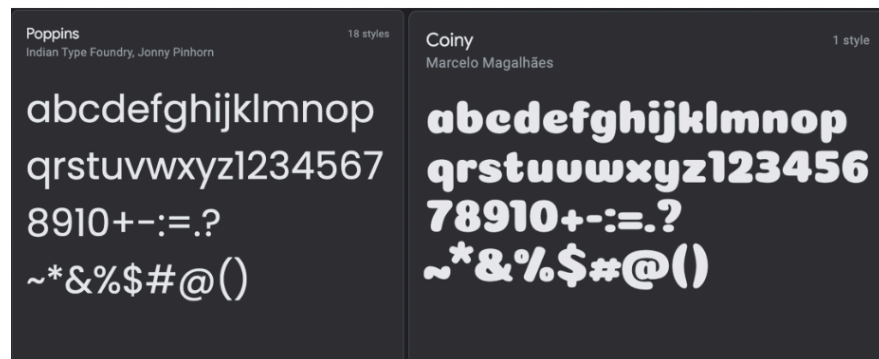 Poppins
18 styles
Indian Type Foundry, Jonny Pinhorn
abcdefghijklmnop
qrstuvwxyz1234567
8910+-:=.?
~*&%$#@()
Coiny
1 style
Marcelo Magalhães
abcdefghijklmnop
qrstuvwxyz123456
78910+-:=.?
~*&%$#@()